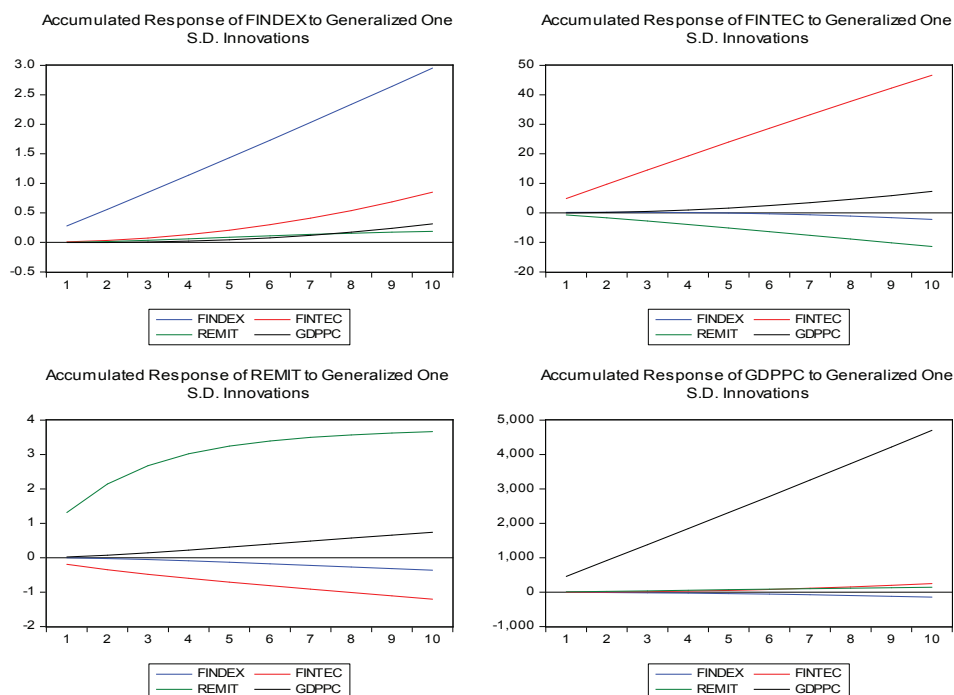 Accumulated Response of FINDEX to Generalized One
S.D. Innovations
3.0
2.5
2.0
1.5
1.0
0.5
0.0
-0.5
1 2 3 4 5 6 7 8 9 10
FINDEX FINTEC
REMIT GDPPC
Accumulated Response of FINTEC to Generalized One
S.D. Innovations
50
40
30
20
10
0
-10
-20
1 2 3 4 5 6 7 8 9 10
FINDEX FINTEC
REMIT GDPPC
Accumulated Response of REMIT to Generalized One
S.D. Innovations
4
3
2
1
0
-1
-2
1 2 3 4 5 6 7 8 9 10
FINDEX FINTEC
REMIT GDPPC
Accumulated Response of GDPPC to Generalized One
S.D. Innovations
5,000
4,000
3,000
2,000
1,000
0
-1,000
1 2 3 4 5 6 7 8 9 10
FINDEX FINTEC
REMIT GDPPC